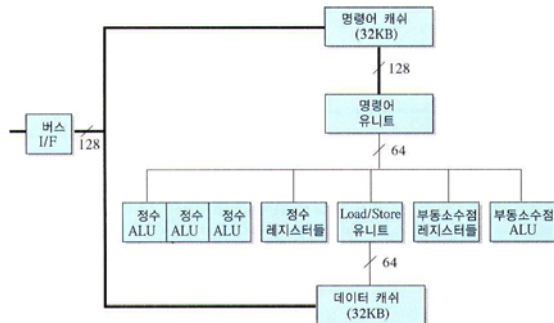 명령어 캐쉬
(32KB)
128
명령어
유니트
버스
I/F
128
64
정수
ALU
정수
ALU
정수
ALU
정수
레지스터들
Load/Store
유니트
부동소수점
레지스터들
부동소수점
ALU
64
데이터 캐쉬
(32KB)